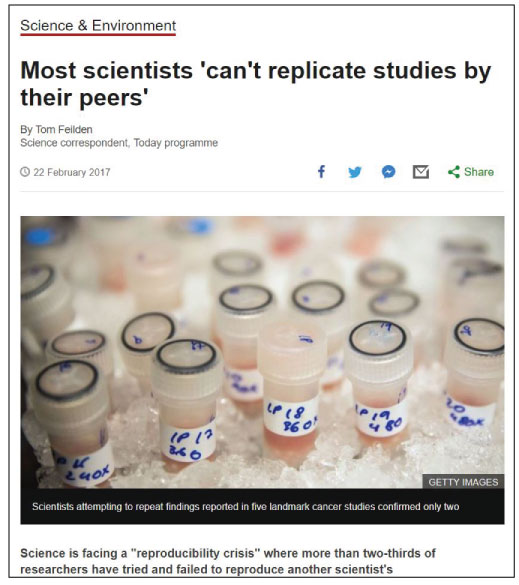 Science & Environment
Most scientists 'can't replicate studies by
their peers'
By Tom Feilden
Science correspondent, Today programme
22 February 2017
Share
IP 17
360
IP 18
360X
IP 19
480
20
480X
240X
GETTY IMAGES
Scientists attempting to repeat findings reported in five landmark cancer studies confirmed only two
Science is facing a "reproducibility crisis" where more than two-thirds of
researchers have tried and failed to reproduce another scientist's